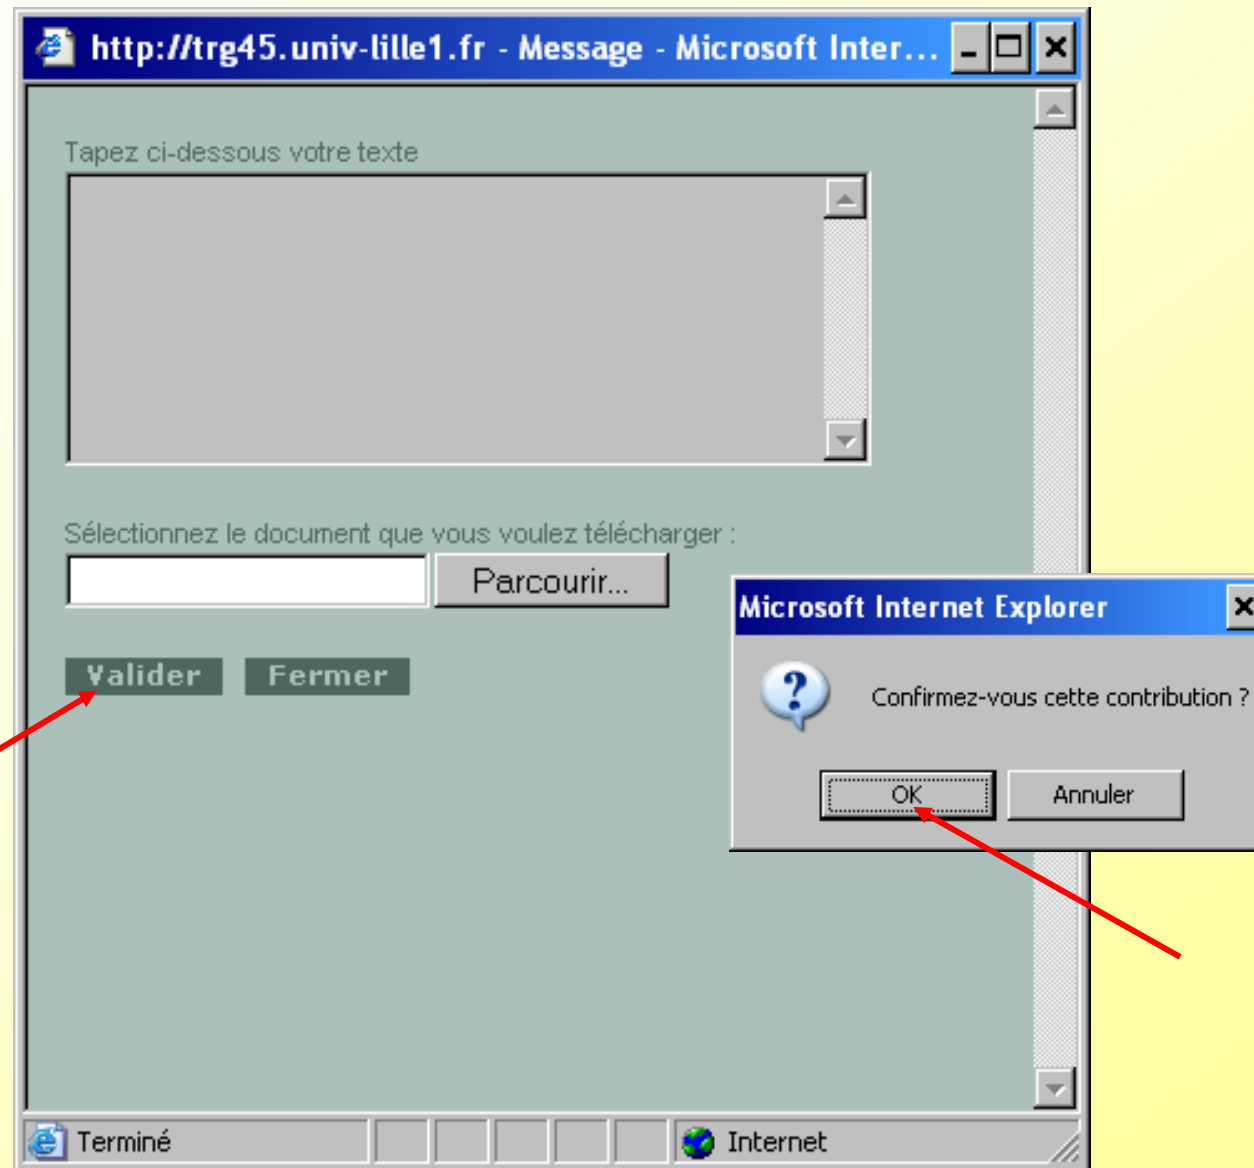 http://trg45.univ-lille1.fr - Message - Microsoft Inter...
Tapez ci-dessous votre texte
Sélectionnez le document que vous voulez télécharger :
Parcourir...
Valider Fermer
Microsoft Internet Explorer
Confirmez-vous cette contribution ?
OK Annuler
Terminé Internet